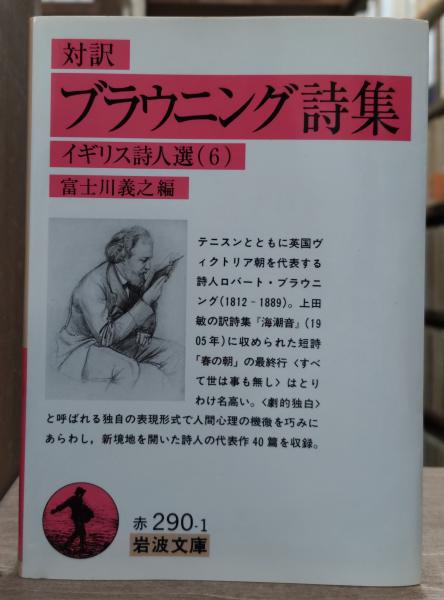 対訳
ブラウニング詩集
イギリス詩人選(6)
富士川義之編
テニスンとともに英国ヴ
ィクトリア朝を代表する
詩人ロバート・ブラウニ
ング(1812‐1889)。上田
敏の訳詩集『海潮音』(19
05年)に収められた短詩
「春の朝」の最終行〈すべ
て世は事も無し〉はとり
わけ名高い。〈劇的独白〉
と呼ばれる独自の表現形式で人間心理の機微を巧みに
あらわし，新境地を開いた詩人の代表作40篇を収録。
赤290-1
岩波文庫